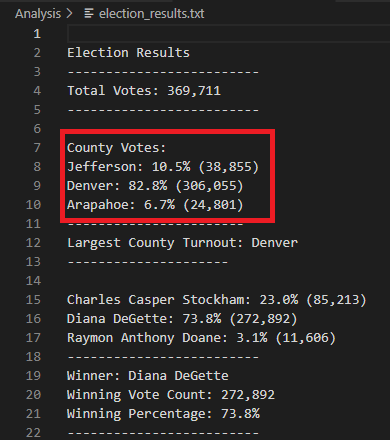 Analysis > election_results.txt
1
2 Election Results
3 -------------------------
4 Total Votes: 369,711
5 -------------------------
6
7 County Votes:
8 Jefferson: 10.5% (38,855)
9 Denver: 82.8% (306,055)
10 Arapahoe: 6.7% (24,801)
11 -----------------------
12 Largest County Turnout: Denver
13 ---------------------
14
15 Charles Casper Stockham: 23.0% (85,213)
16 Diana DeGette: 73.8% (272,892)
17 Raymon Anthony Doane: 3.1% (11,606)
18 -------------------------
19 Winner: Diana DeGette
20 Winning Vote Count: 272,892
21 Winning Percentage: 73.8%
22 -------------------------